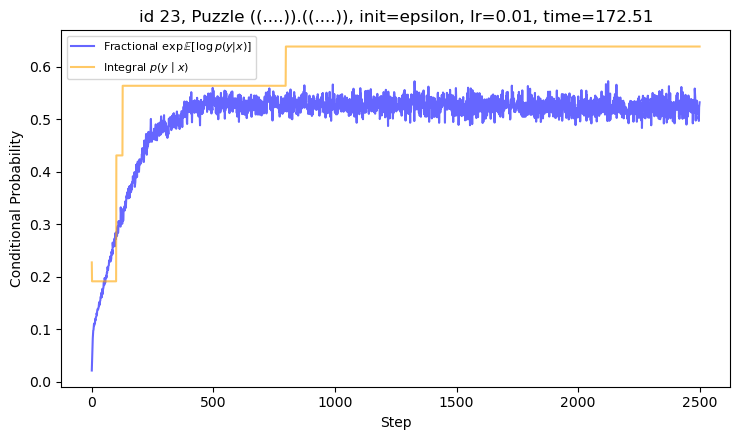 id 23, Puzzle ((....)).((....)), init=epsilon, lr=0.01, time=172.51
Fractional exp𝔼[log p(y|x)]
Integral p(y | x)
Conditional Probability
0.6
0.5
0.4
0.3
0.2
0.1
0.0
0 500 1000 1500 2000 2500
Step